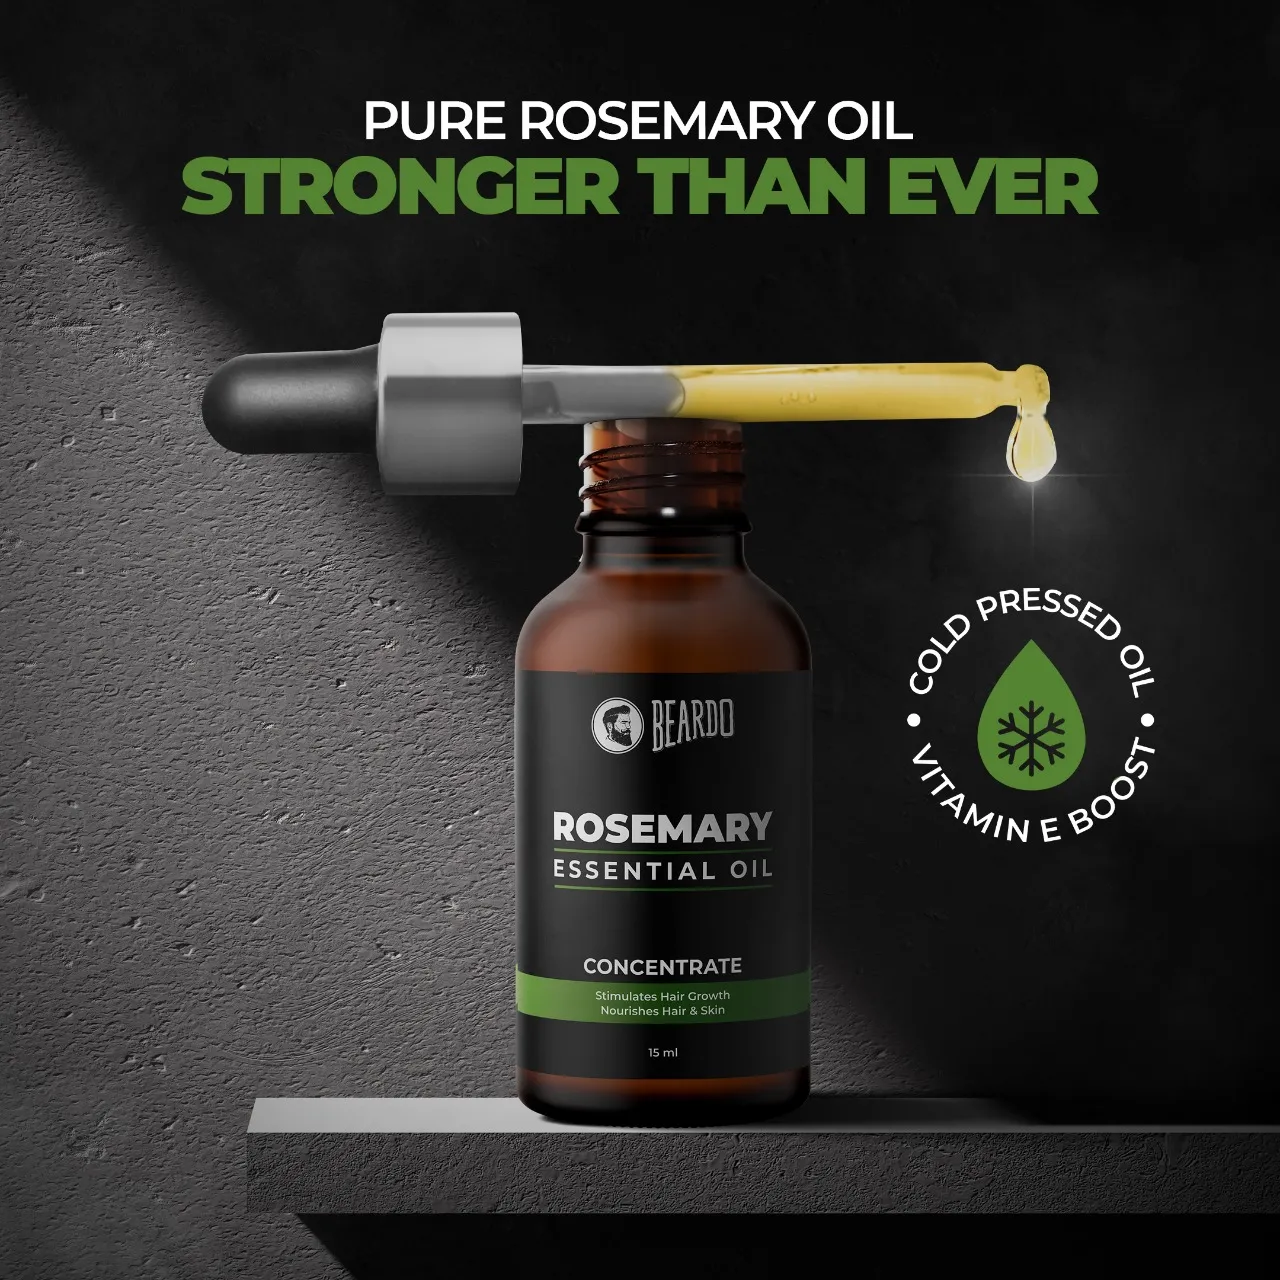 PURE ROSEMARY OIL
STRONGER THAN EVER
COLD PRESSED OIL
VITAMIN E BOOST
BEARDO
ROSEMARY
ESSENTIAL OIL
CONCENTRATE
Stimulates Hair Growth
Nourishes Hair & Skin
15 ml